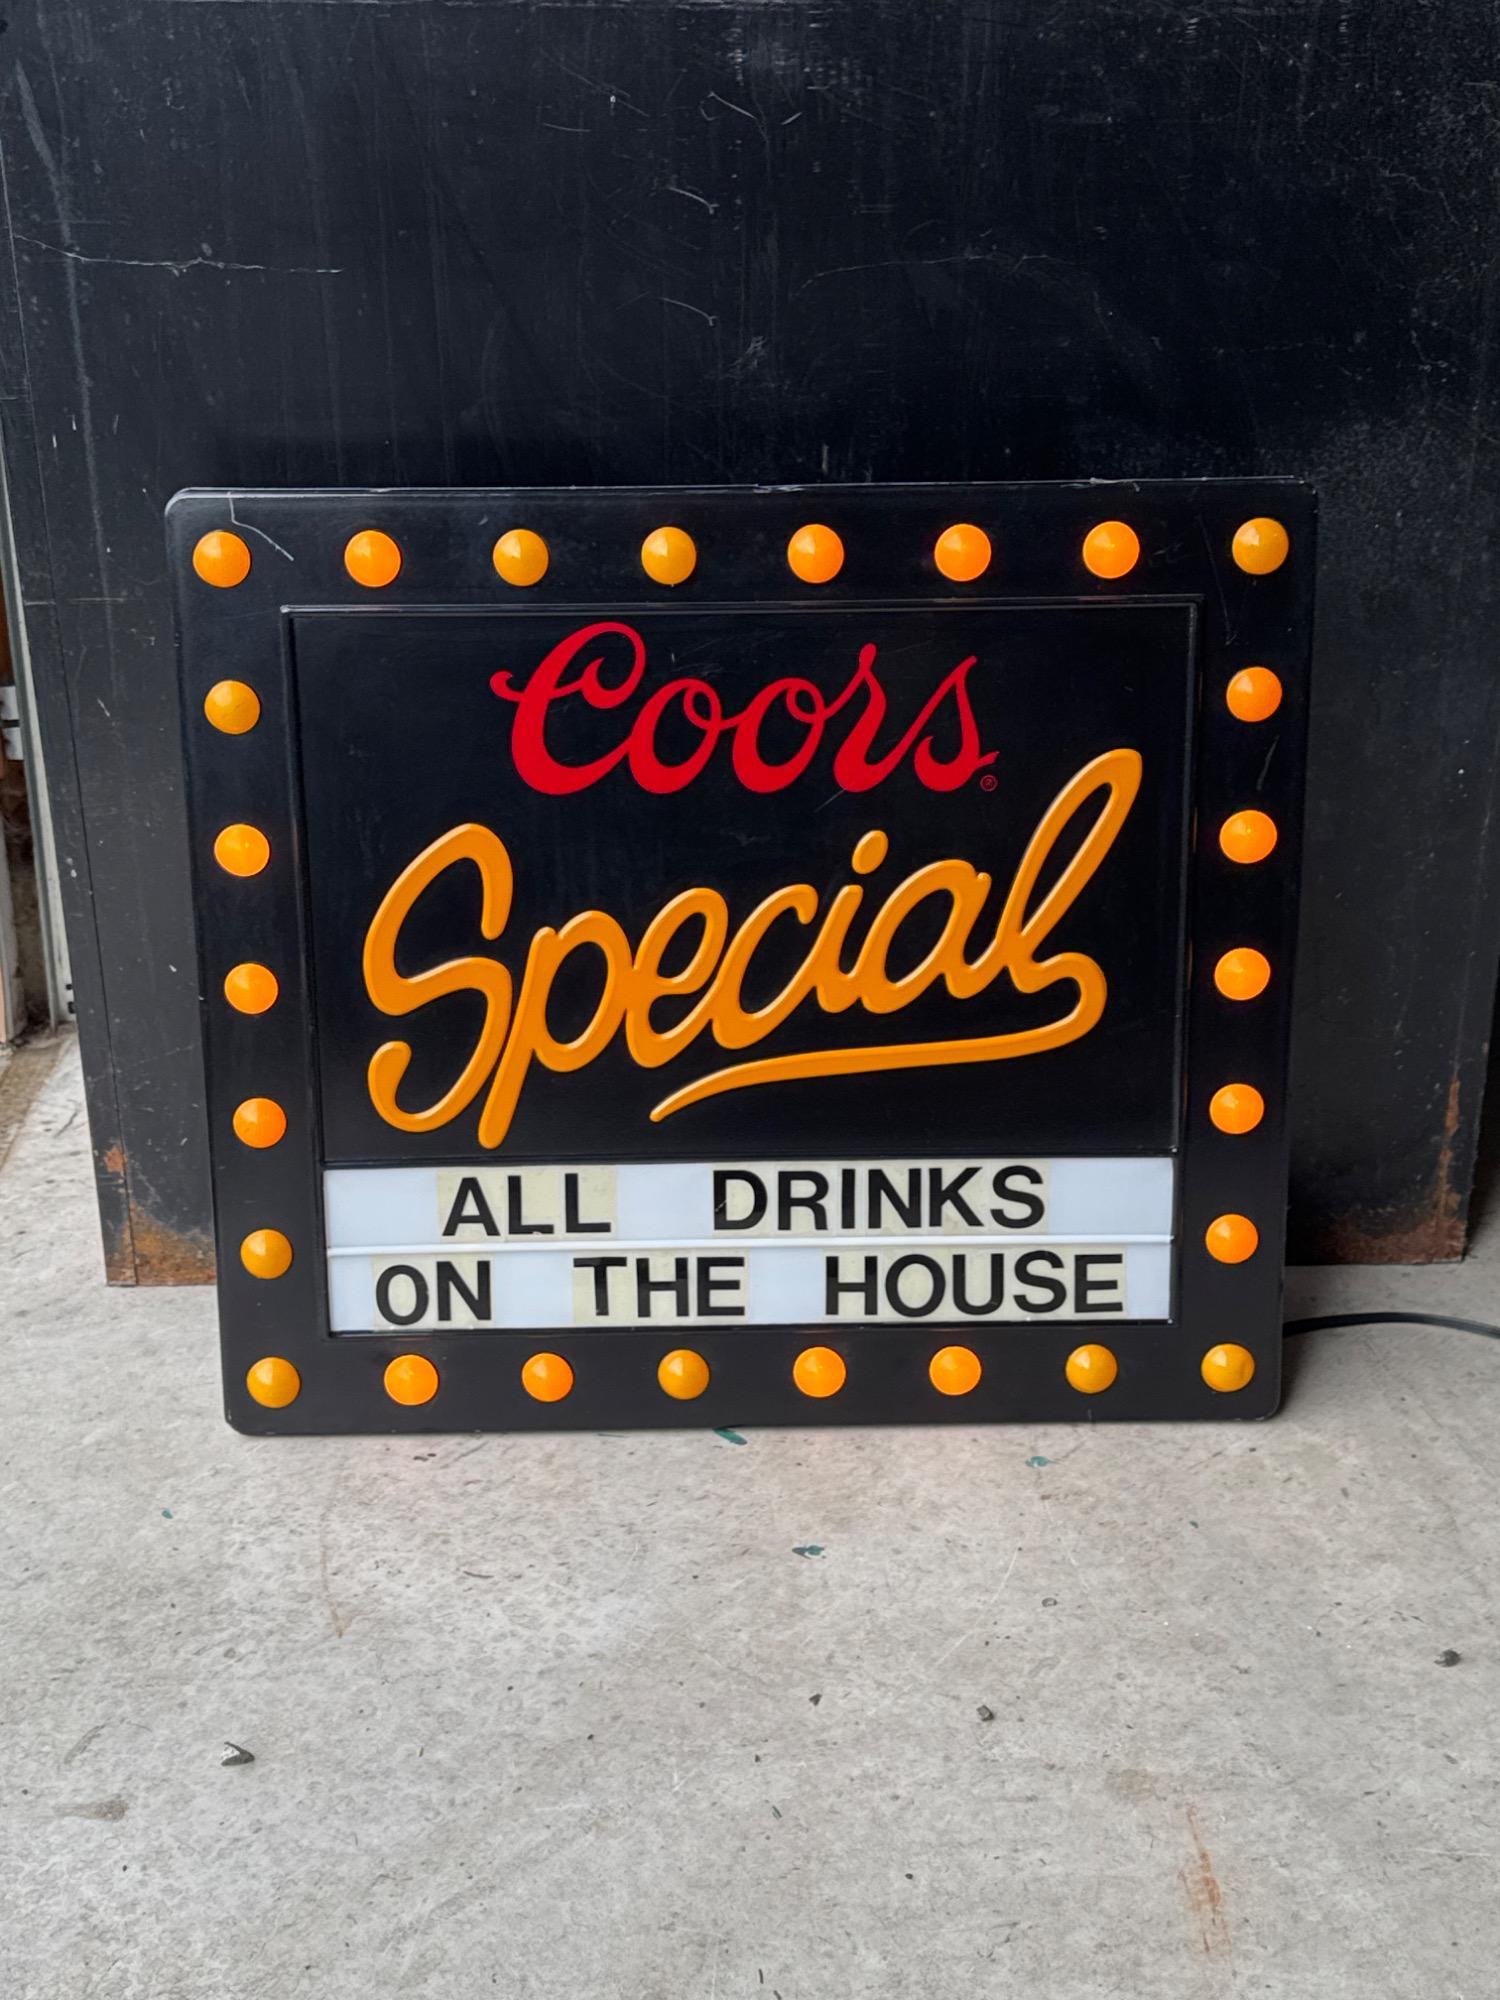 Coors®
Special
ALL DRINKS
ON THE HOUSE